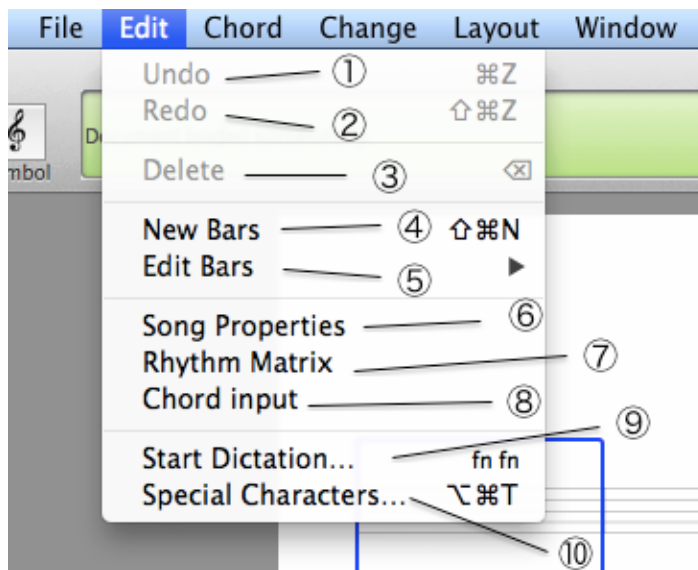 File Edit Chord Change Layout Window
Undo ① ⌘Z
Redo ② ⇧⌘Z
Delete ③ ⌫
New Bars ④ ⇧⌘N
Edit Bars ⑤ ▶
Song Properties ⑥
Rhythm Matrix ⑦
Chord input ⑧
Start Dictation... fn fn ⑨
Special Characters... ⌥⌘T ⑩